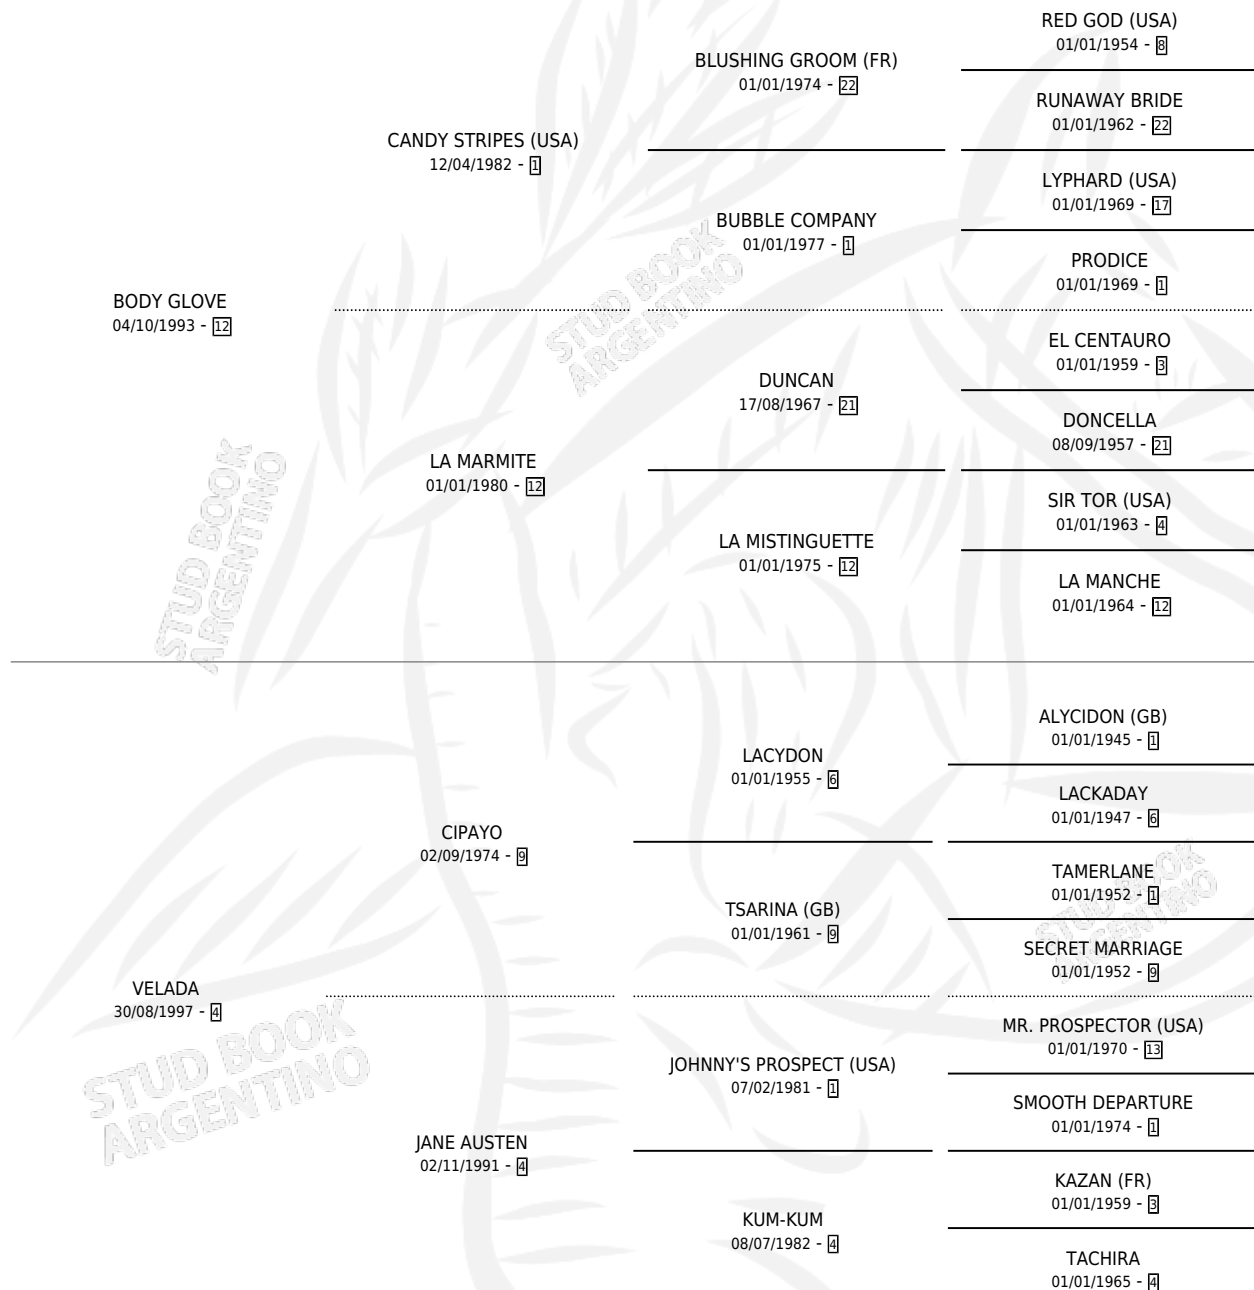 RED GOD (USA)
01/01/1954 - 8
BLUSHING GROOM (FR)
01/01/1974 - 22
RUNAWAY BRIDE
01/01/1962 - 22
CANDY STRIPES (USA)
12/04/1982 - 1
LYPHARD (USA)
01/01/1969 - 17
BUBBLE COMPANY
01/01/1977 - 1
PRODICE
01/01/1969 - 1
BODY GLOVE
04/10/1993 - 12
STUD BOOK
ARGENTINO
EL CENTAURO
01/01/1959 - 3
DUNCAN
17/08/1967 - 21
DONCELLA
08/09/1957 - 21
LA MARMITE
01/01/1980 - 12
SIR TOR (USA)
01/01/1963 - 4
LA MISTINGUETTE
01/01/1975 - 12
LA MANCHE
01/01/1964 - 12
STUD BOOK
ARGENTINO
ALYCIDON (GB)
01/01/1945 - 1
LACYDON
01/01/1955 - 6
LACKADAY
01/01/1947 - 6
CIPAYO
02/09/1974 - 9
TAMERLANE
01/01/1952 - 1
TSARINA (GB)
01/01/1961 - 9
SECRET MARRIAGE
01/01/1952 - 9
STUD BOOK
ARGENTINO
VELADA
30/08/1997 - 4
MR. PROSPECTOR (USA)
01/01/1970 - 13
JOHNNY'S PROSPECT (USA)
07/02/1981 - 1
SMOOTH DEPARTURE
01/01/1974 - 1
STUD BOOK
ARGENTINO
JANE AUSTEN
02/11/1991 - 4
KAZAN (FR)
01/01/1959 - 3
KUM-KUM
08/07/1982 - 4
TACHIRA
01/01/1965 - 4